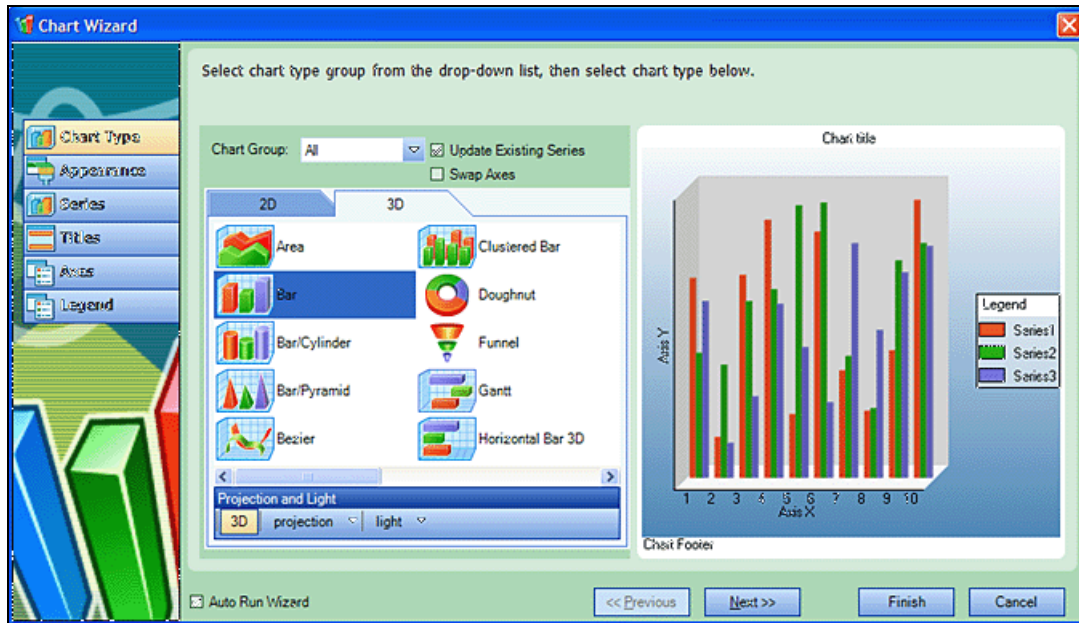 Chart Wizard
Select chart type group from the drop-down list, then select chart type below.
Chart Type
Appearance
Series
Titles
Axes
Legend
Chart Group: All
Update Existing Series
Swap Axes
2D 3D
Area Clustered Bar
Bar Doughnut
Bar/Cylinder Funnel
Bar/Pyramid Gantt
Bezier Horizontal Bar 3D
Projection and Light
3D projection light
Chart title
Axis Y
Legend
Series1
Series2
Series3
1 2 3 4 5 6 7 8 9 10
Axis X
Chart Footer
Auto Run Wizard
<< Previous Next >> Finish Cancel